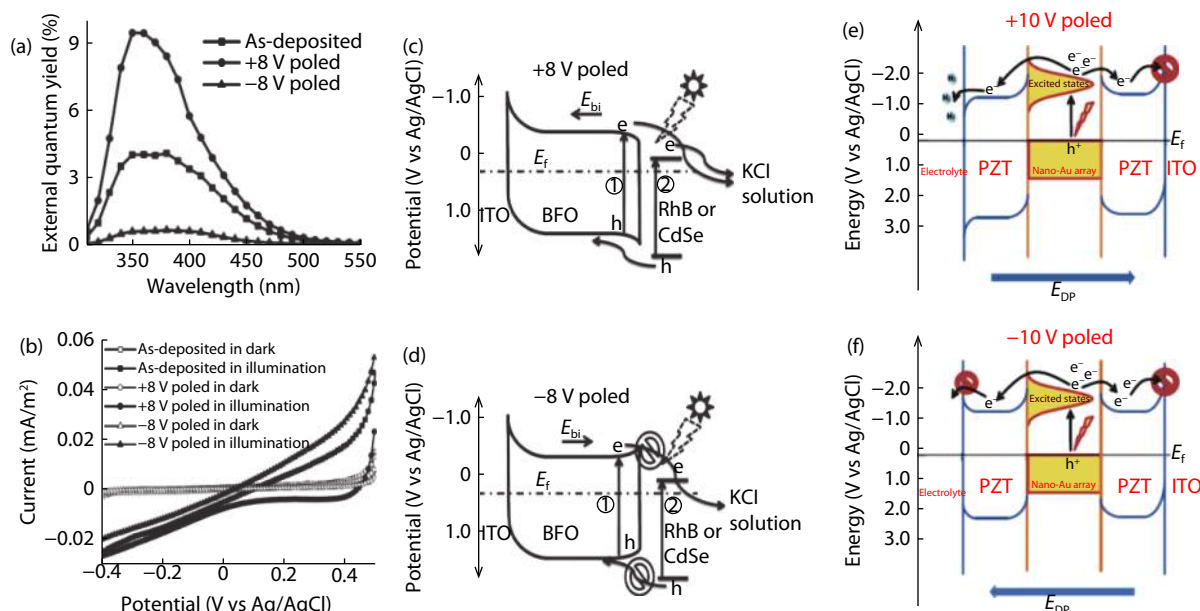 (a)
External quantum yield (%)
9
6
3
0
As-deposited
+8 V poled
−8 V poled
350 400 450 500 550
Wavelength (nm)
(b)
Current (mA/m²)
0.06
0.04
0.02
0
−0.02
As-deposited in dark
As-deposited in illumination
+8 V poled in dark
+8 V poled in illumination
−8 V poled in dark
−8 V poled in illumination
−0.4 −0.2 0 0.2 0.4
Potential (V vs Ag/AgCl)
(c)
+8 V poled
Potential (V vs Ag/AgCl)
−1.0
0
1.0
E_bi
e
e
E_f
KCl
solution
① ②
ITO BFO
RhB or
CdSe
h
h
(d)
−8 V poled
Potential (V vs Ag/AgCl)
−1.0
0
1.0
E_bi
e
e
E_f
KCl
solution
① ②
ITO BFO
RhB or
CdSe
h
h
(e)
+10 V poled
Energy (V vs Ag/AgCl)
−2.0
−1.0
0
1.0
2.0
3.0
e⁻
e⁻e⁻
e⁻
e⁻
Excited states
h⁺
E_f
Electrolyte PZT Nano-Au array PZT ITO
E_DP
(f)
−10 V poled
Energy (V vs Ag/AgCl)
−2.0
−1.0
0
1.0
2.0
3.0
e⁻
e⁻e⁻
e⁻
e⁻
Excited states
h⁺
E_f
Electrolyte PZT Nano-Au array PZT ITO
E_DP